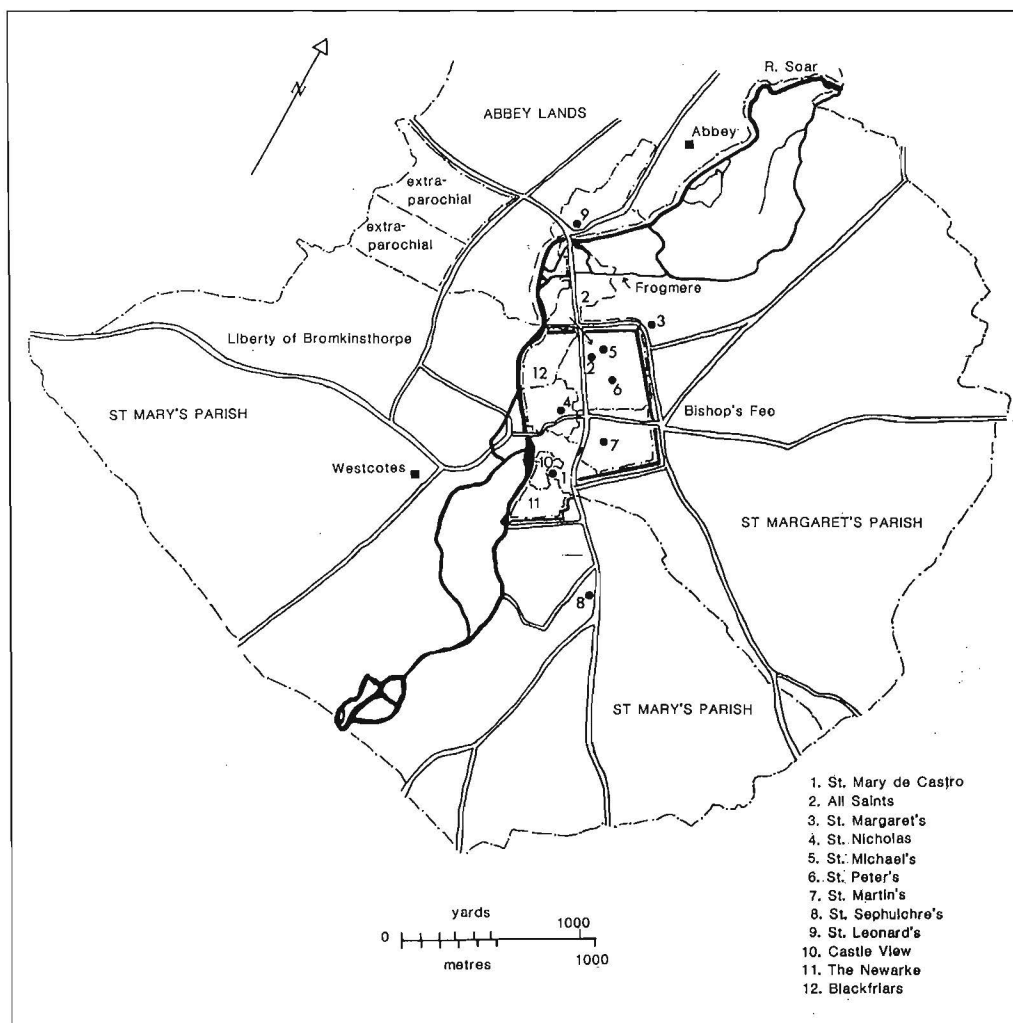 R. Soar
N
ABBEY LANDS
Abbey
extra-
parochial
extra-
parochial
9
Frogmere
2
3
Liberty of Bromkinsthorpe
5
2
12
6
ST MARY'S PARISH
4
Bishop's Fee
7
Westcotes
10
1
11
ST MARGARET'S PARISH
8
ST MARY'S PARISH
1. St. Mary de Castro
2. All Saints
3. St. Margaret's
4. St. Nicholas
5. St. Michael's
6. St. Peter's
7. St. Martin's
8. St. Sephulchre's
9. St. Leonard's
10. Castle View
11. The Newarke
12. Blackfriars
yards
0 1000
metres 1000